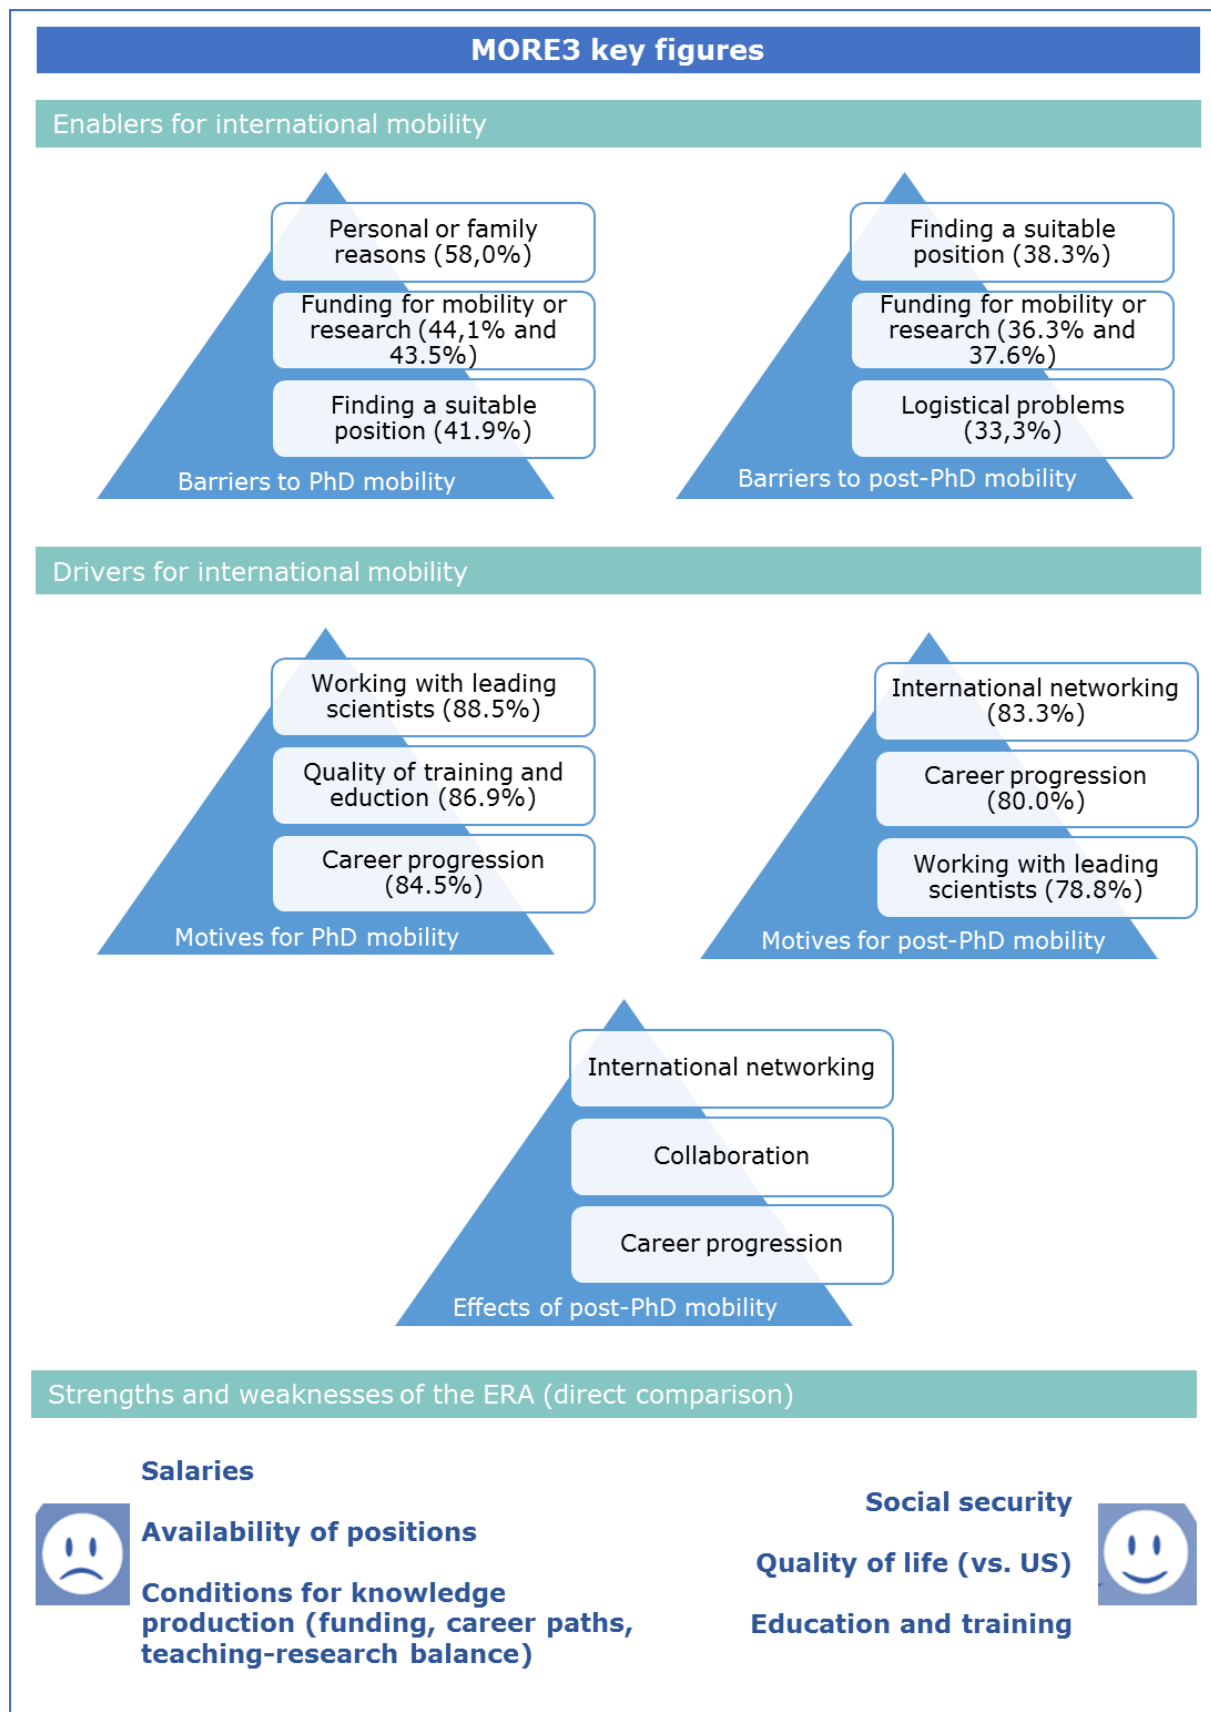 MORE3 key figures
Enablers for international mobility
Personal or family
reasons (58,0%)
Funding for mobility or
research (44,1% and
43.5%)
Finding a suitable
position (41.9%)
Barriers to PhD mobility
Finding a suitable
position (38.3%)
Funding for mobility or
research (36.3% and
37.6%)
Logistical problems
(33,3%)
Barriers to post-PhD mobility
Drivers for international mobility
Working with leading
scientists (88.5%)
Quality of training and
eduction (86.9%)
Career progression
(84.5%)
Motives for PhD mobility
International networking
(83.3%)
Career progression
(80.0%)
Working with leading
scientists (78.8%)
Motives for post-PhD mobility
International networking
Collaboration
Career progression
Effects of post-PhD mobility
Strengths and weaknesses of the ERA (direct comparison)
Salaries
Availability of positions
Conditions for knowledge
production (funding, career paths,
teaching-research balance)
Social security
Quality of life (vs. US)
Education and training